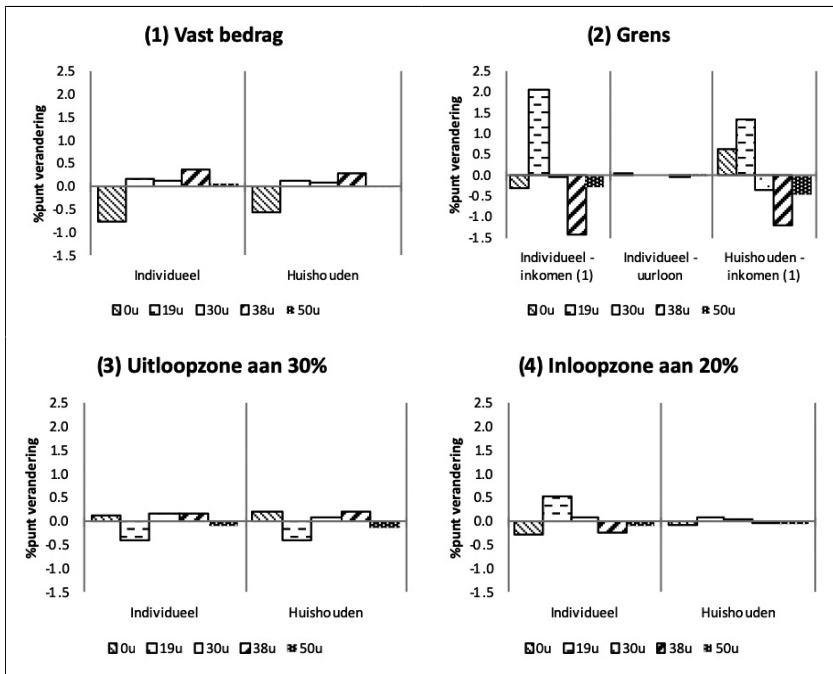 (1) Vast bedrag
%punt verandering
2.5
2.0
1.5
1.0
0.5
0.0
-0.5
-1.0
-1.5
Individueel
Huishouden
0u 19u 30u 38u 50u
(2) Grens
%punt verandering
2.5
2.0
1.5
1.0
0.5
0.0
-0.5
-1.0
-1.5
Individueel - Individueel - Huishouden -
inkomen (1) uurloon inkomen (1)
0u 19u 30u 38u 50u
(3) Uitloopzone aan 30%
%punt verandering
2.5
2.0
1.5
1.0
0.5
0.0
-0.5
-1.0
-1.5
Individueel
Huishouden
0u 19u 30u 38u 50u
(4) Inloopzone aan 20%
%punt verandering
2.5
2.0
1.5
1.0
0.5
0.0
-0.5
-1.0
-1.5
Individueel
Huishouden
0u 19u 30u 38u 50u